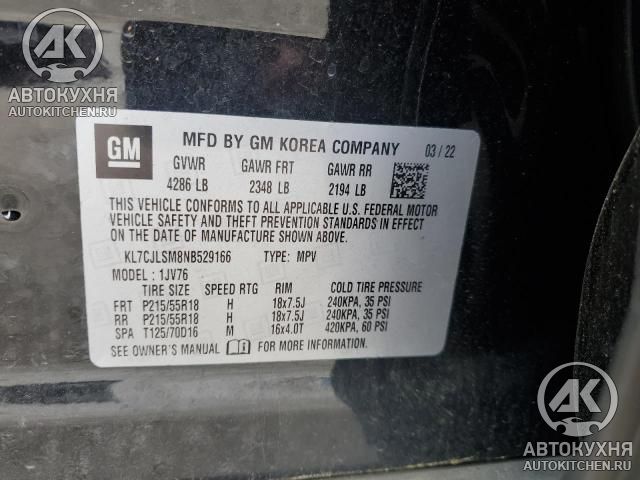 АК
АВТОКУХНЯ
AUTOKITCHEN.RU
GM
MFD BY GM KOREA COMPANY 03 / 22
GVWR GAWR FRT GAWR RR
4286 LB 2348 LB 2194 LB
THIS VEHICLE CONFORMS TO ALL APPLICABLE U.S. FEDERAL MOTOR
VEHICLE SAFETY AND THEFT PREVENTION STANDARDS IN EFFECT ON
THE DATE OF MANUFACTURE SHOWN ABOVE.
KL7CJLSM8NB529166 TYPE: MPV
MODEL : 1JV76
TIRE SIZE SPEED RTG RIM COLD TIRE PRESSURE
FRT P215/55R18 H 18x7.5J 240KPA, 35 PSI
RR P215/55R18 H 18x7.5J 240KPA, 35 PSI
SPA T125/70D16 M 16x4.0T 420KPA, 60 PSI
SEE OWNER'S MANUAL FOR MORE INFORMATION.
АК
АВТОКУХНЯ
AUTOKITCHEN.RU